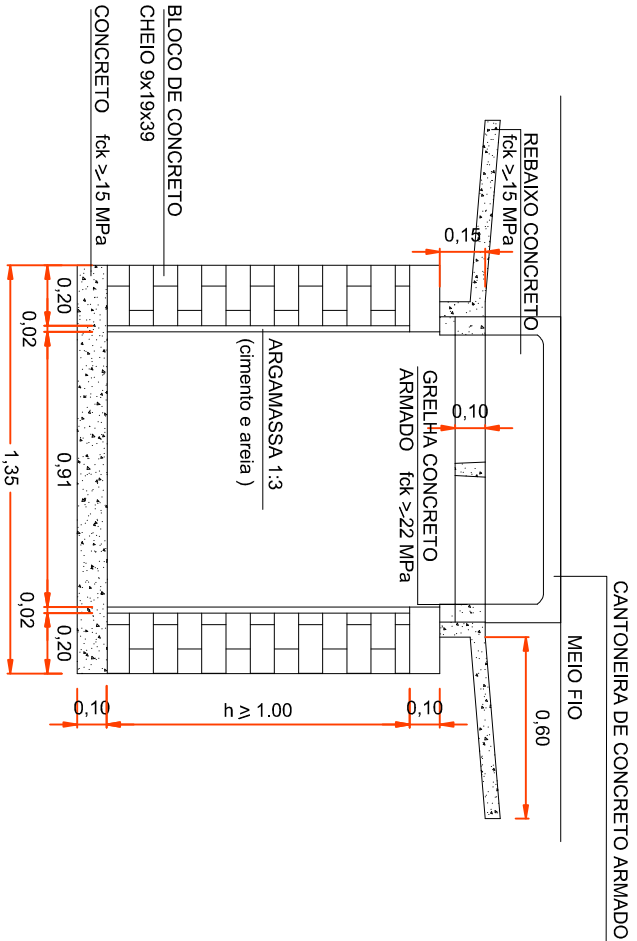 CANTONEIRA DE CONCRETO ARMADO
MEIO FIO
0,60
REBAIXO CONCRETO
fck >-15 MPa
0,15
0,10
GRELHA CONCRETO
ARMADO fck >-22 MPa
ARGAMASSA 1:3
(cimento e areia )
BLOCO DE CONCRETO
CHEIO 9x19x39
CONCRETO fck >-15 MPa
0,10
h ⩾ 1.00
0,10
0,20
0,02
0,91
0,02
0,20
1,35